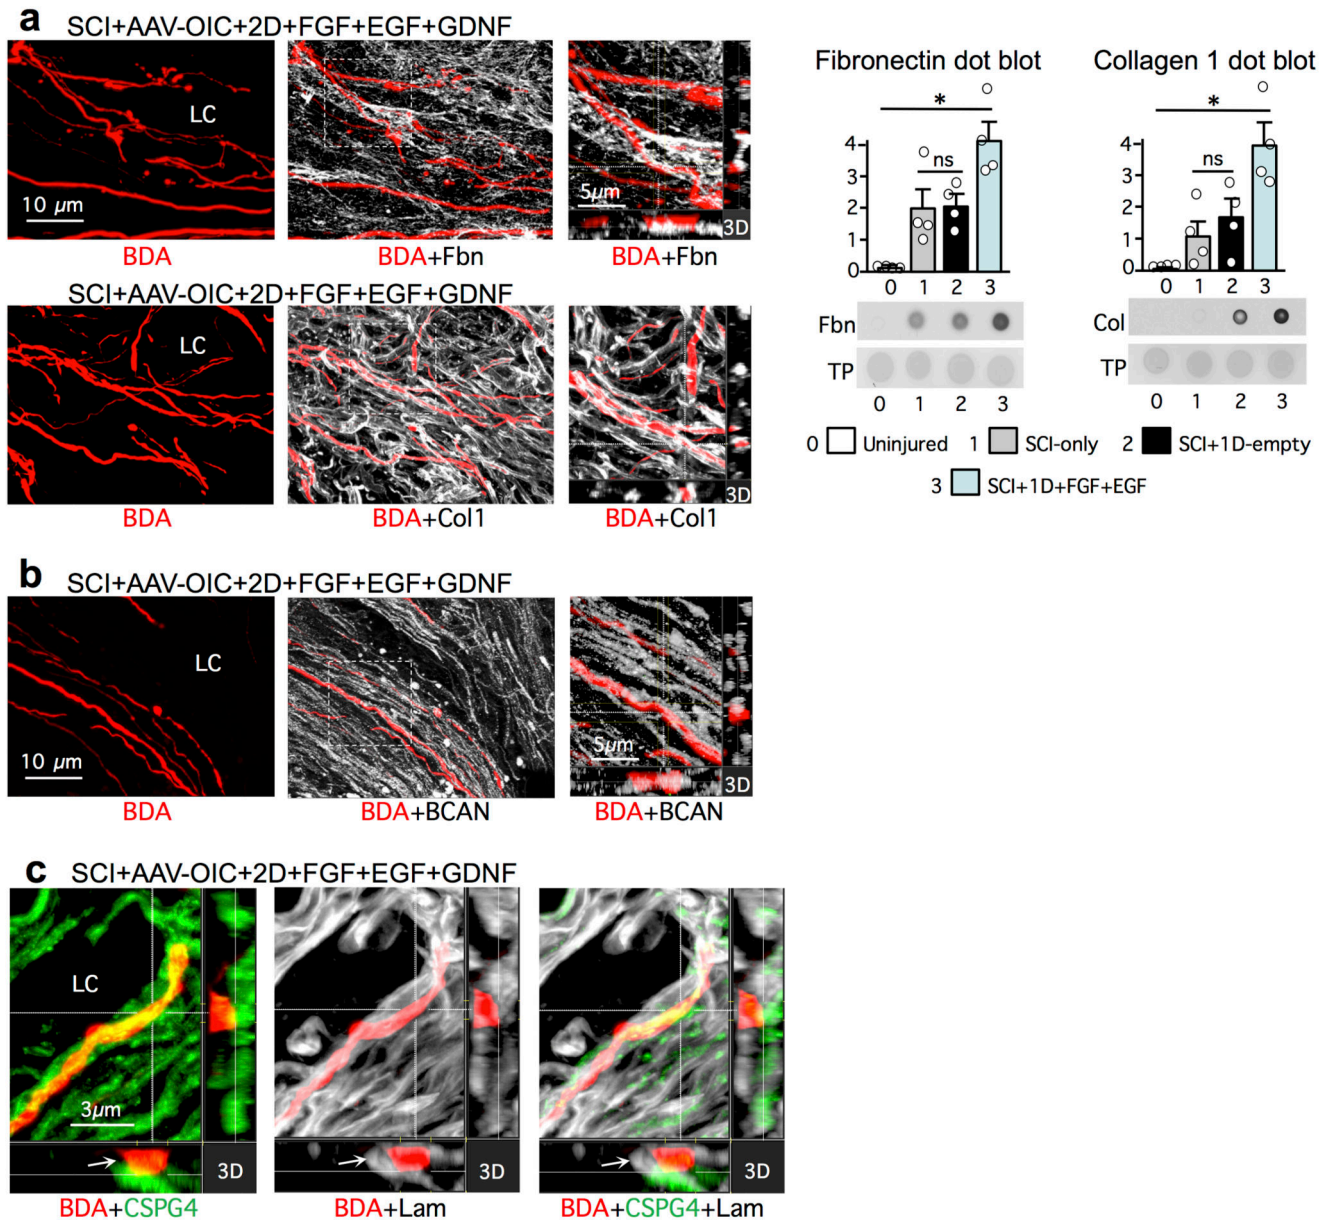 a
SCI+AAV-OIC+2D+FGF+EGF+GDNF
LC
10 µm
5µm
3D
BDA
BDA+Fbn
BDA+Fbn
SCI+AAV-OIC+2D+FGF+EGF+GDNF
LC
3D
BDA
BDA+Col1
BDA+Col1
Fibronectin dot blot
*
ns
4
3
2
1
0
0 1 2 3
Fbn
TP
0 1 2 3
Collagen 1 dot blot
*
ns
4
3
2
1
0
0 1 2 3
Col
TP
0 1 2 3
0 Uninjured 1 SCI-only 2 SCI+1D-empty
3 SCI+1D+FGF+EGF
b
SCI+AAV-OIC+2D+FGF+EGF+GDNF
LC
10 µm
5µm
3D
BDA
BDA+BCAN
BDA+BCAN
c
SCI+AAV-OIC+2D+FGF+EGF+GDNF
LC
3µm
3D
3D
3D
BDA+CSPG4
BDA+Lam
BDA+CSPG4+Lam